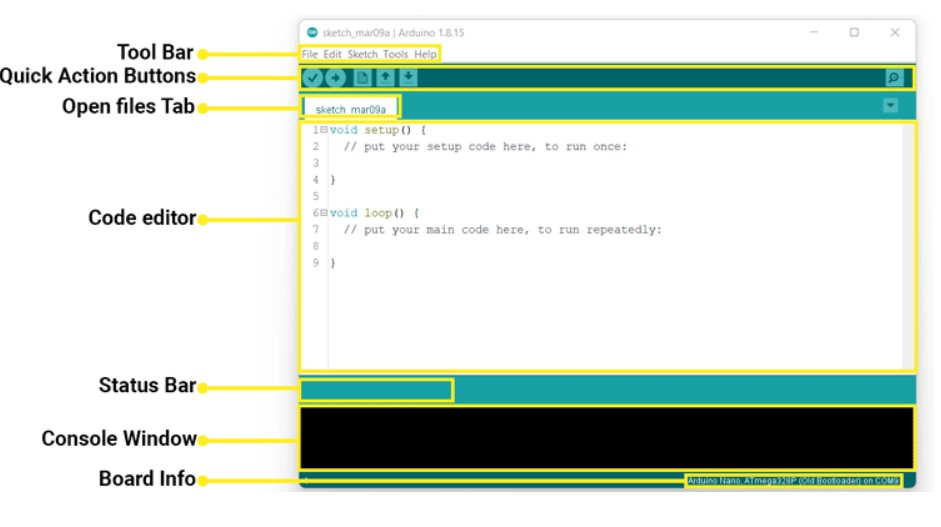 sketch_mar09a | Arduino 1.8.15
Tool Bar
File Edit Sketch Tools Help
Quick Action Buttons
Open files Tab
sketch_mar09a
1 void setup() {
2 // put your setup code here, to run once:
3
4 }
5
6 void loop() {
7 // put your main code here, to run repeatedly:
8
9 }
Code editor
Status Bar
Console Window
Board Info
1
Arduino Nano, ATmega328P (Old Bootloader) on COM9